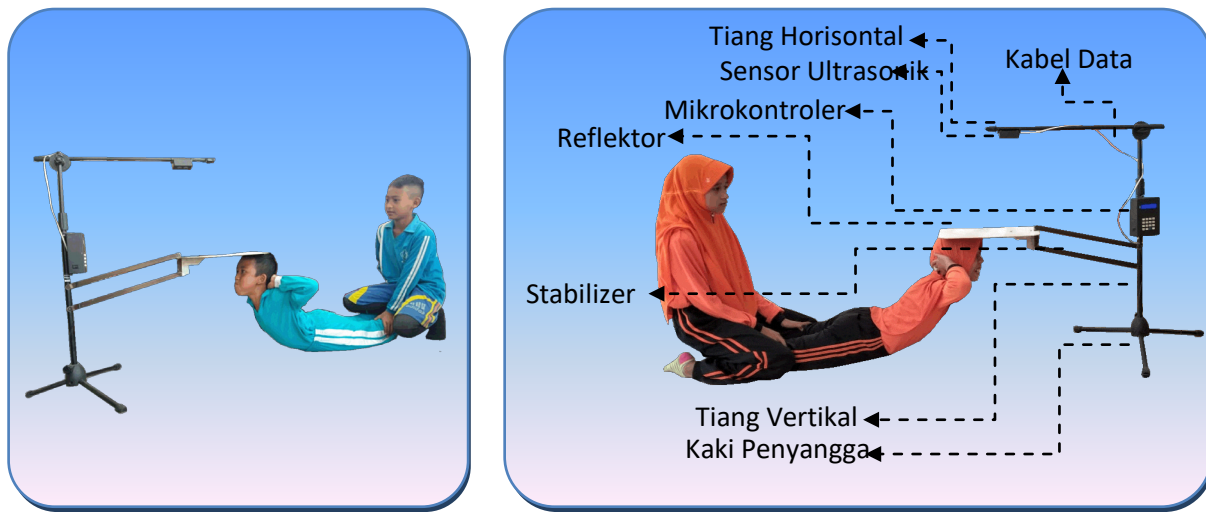 Tiang Horisontal
Sensor Ultrasonik
Kabel Data
Mikrokontroler
Reflektor
Stabilizer
Tiang Vertikal
Kaki Penyangga